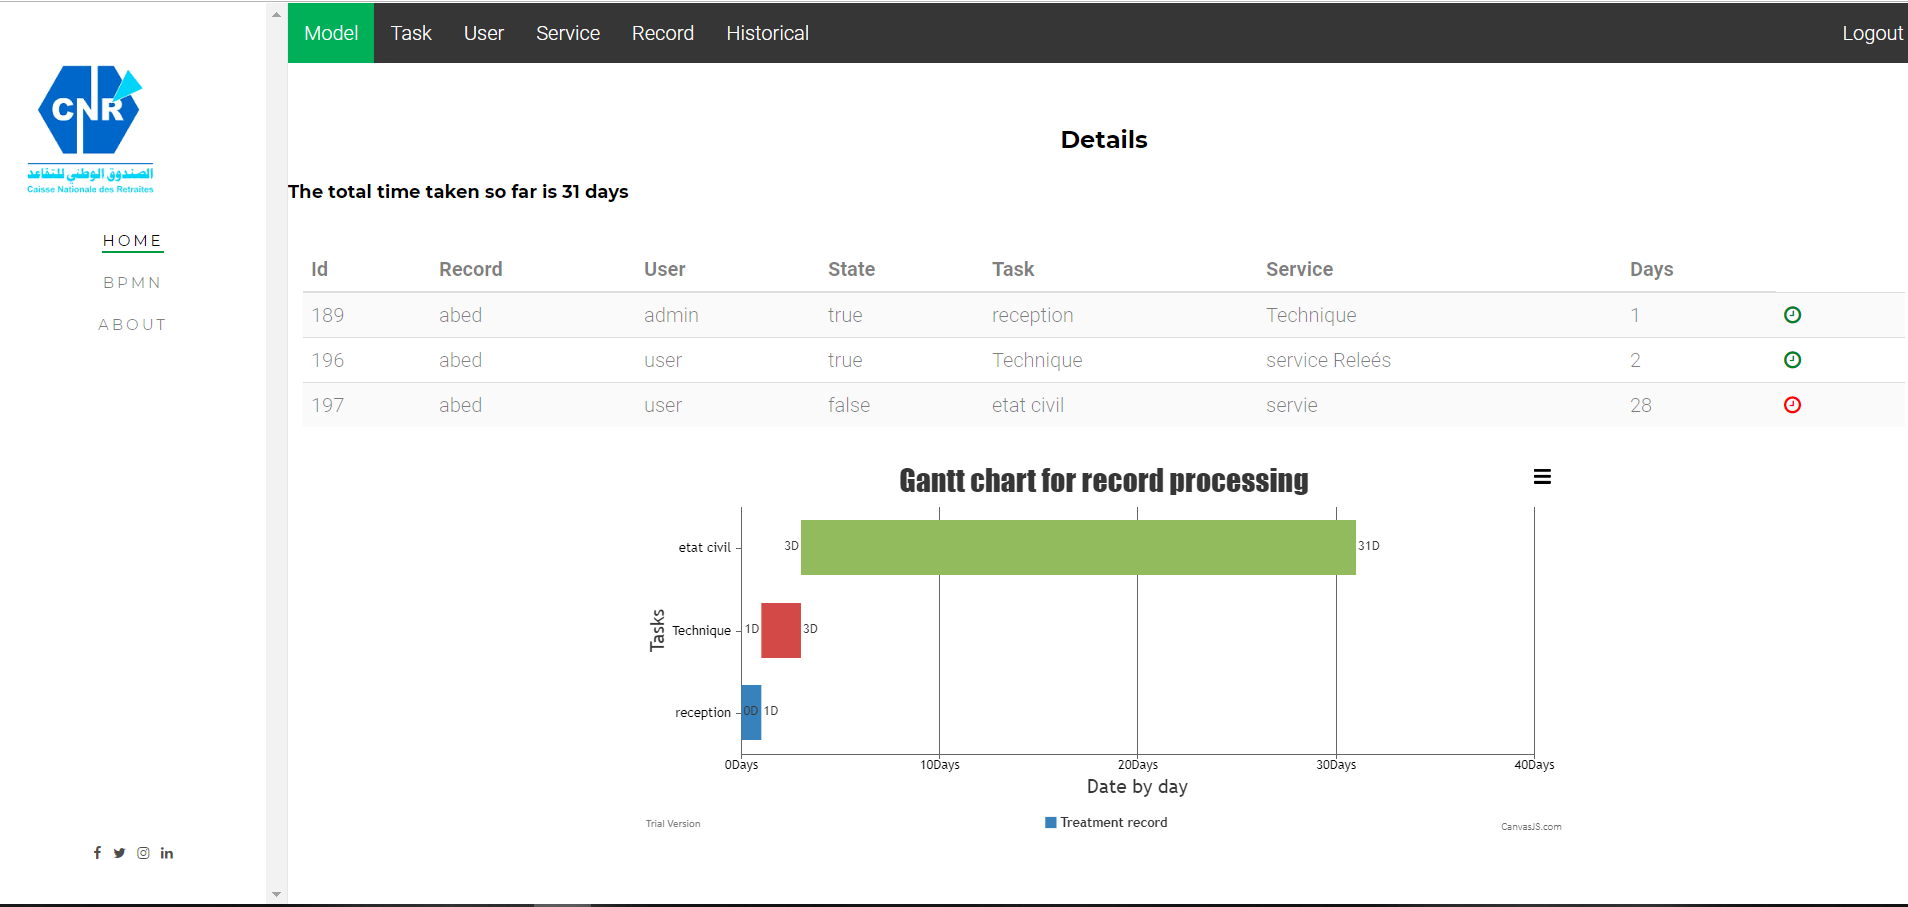 Model Task User Service Record Historical Logout
CNR
الصندوق الوطني للتقاعد
Caisse Nationale des Retraites
HOME
BPMN
ABOUT
Details
The total time taken so far is 31 days
Id Record User State Task Service Days
189 abed admin true reception Technique 1
196 abed user true Technique service Releés 2
197 abed user false etat civil servie 28
Gantt chart for record processing
etat civil 3D 31D
Tasks
Technique 1D 3D
reception 0D 1D
0Days 10Days 20Days 30Days 40Days
Date by day
Treatment record
Trial Version
CanvasJS.com